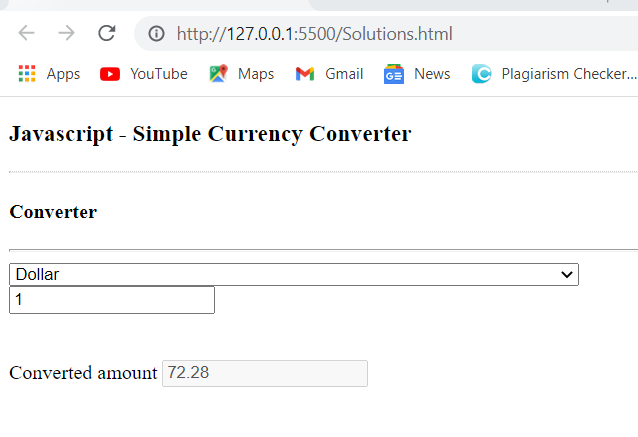 http://127.0.0.1:5500/Solutions.html
Apps YouTube Maps Gmail News Plagiarism Checker...
Javascript - Simple Currency Converter
Converter
Dollar
1
Converted amount 72.28